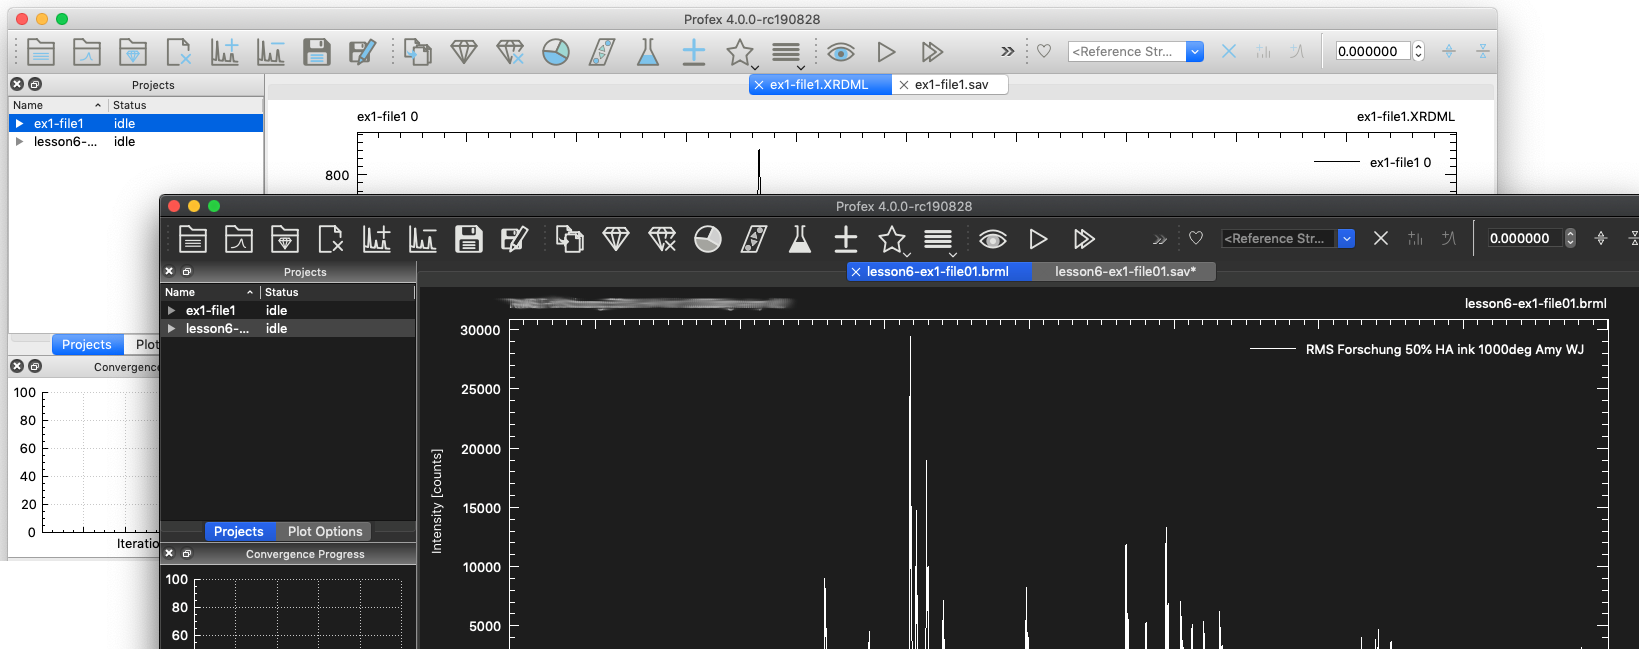 Profex 4.0.0-rc190828
<Reference Str...
0.000000
Projects
ex1-file1.XRDML
ex1-file1.sav
Name
Status
ex1-file1
idle
lesson6-...
idle
ex1-file1 0
ex1-file1.XRDML
ex1-file1 0
800
Projects
Plot
Convergence
100
80
60
40
20
0
Iteratio
Profex 4.0.0-rc190828
<Reference Str...
0.000000
Projects
lesson6-ex1-file01.brml
lesson6-ex1-file01.sav*
Name
Status
ex1-file1
idle
lesson6-...
idle
lesson6-ex1-file01.brml
RMS Forschung 50% HA ink 1000deg Amy WJ
30000
25000
20000
15000
10000
5000
Intensity [counts]
Projects
Plot Options
Convergence Progress
100
80
60